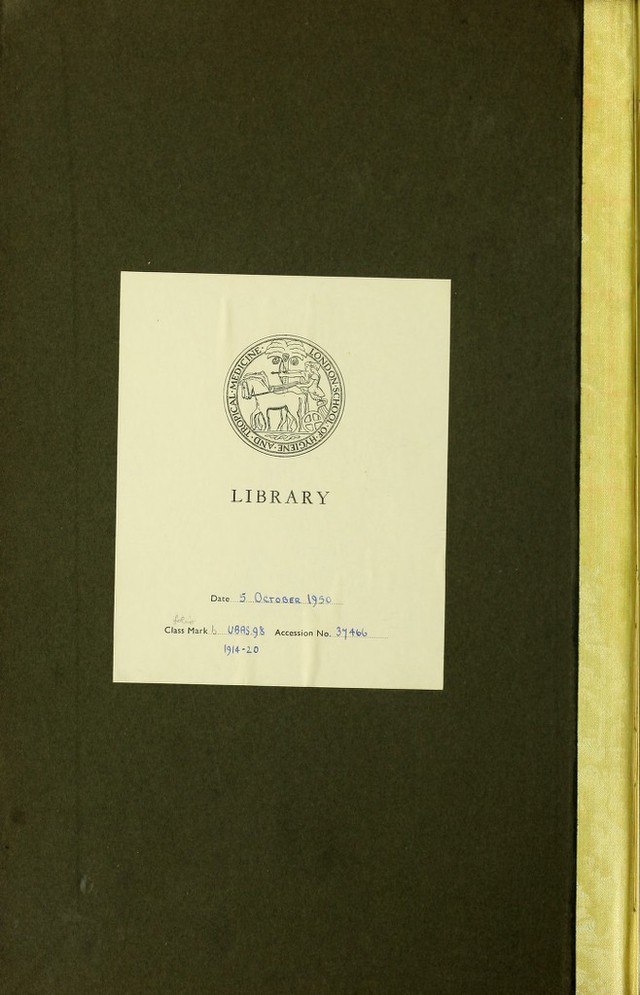 LONDON·SCHOOL·OF·HYGIENE·AND·TROPICAL·MEDICINE·
LIBRARY
Date 5 OCTOBER 1950
folio
Class Mark UBAS.98 Accession No. 37466
1914-20